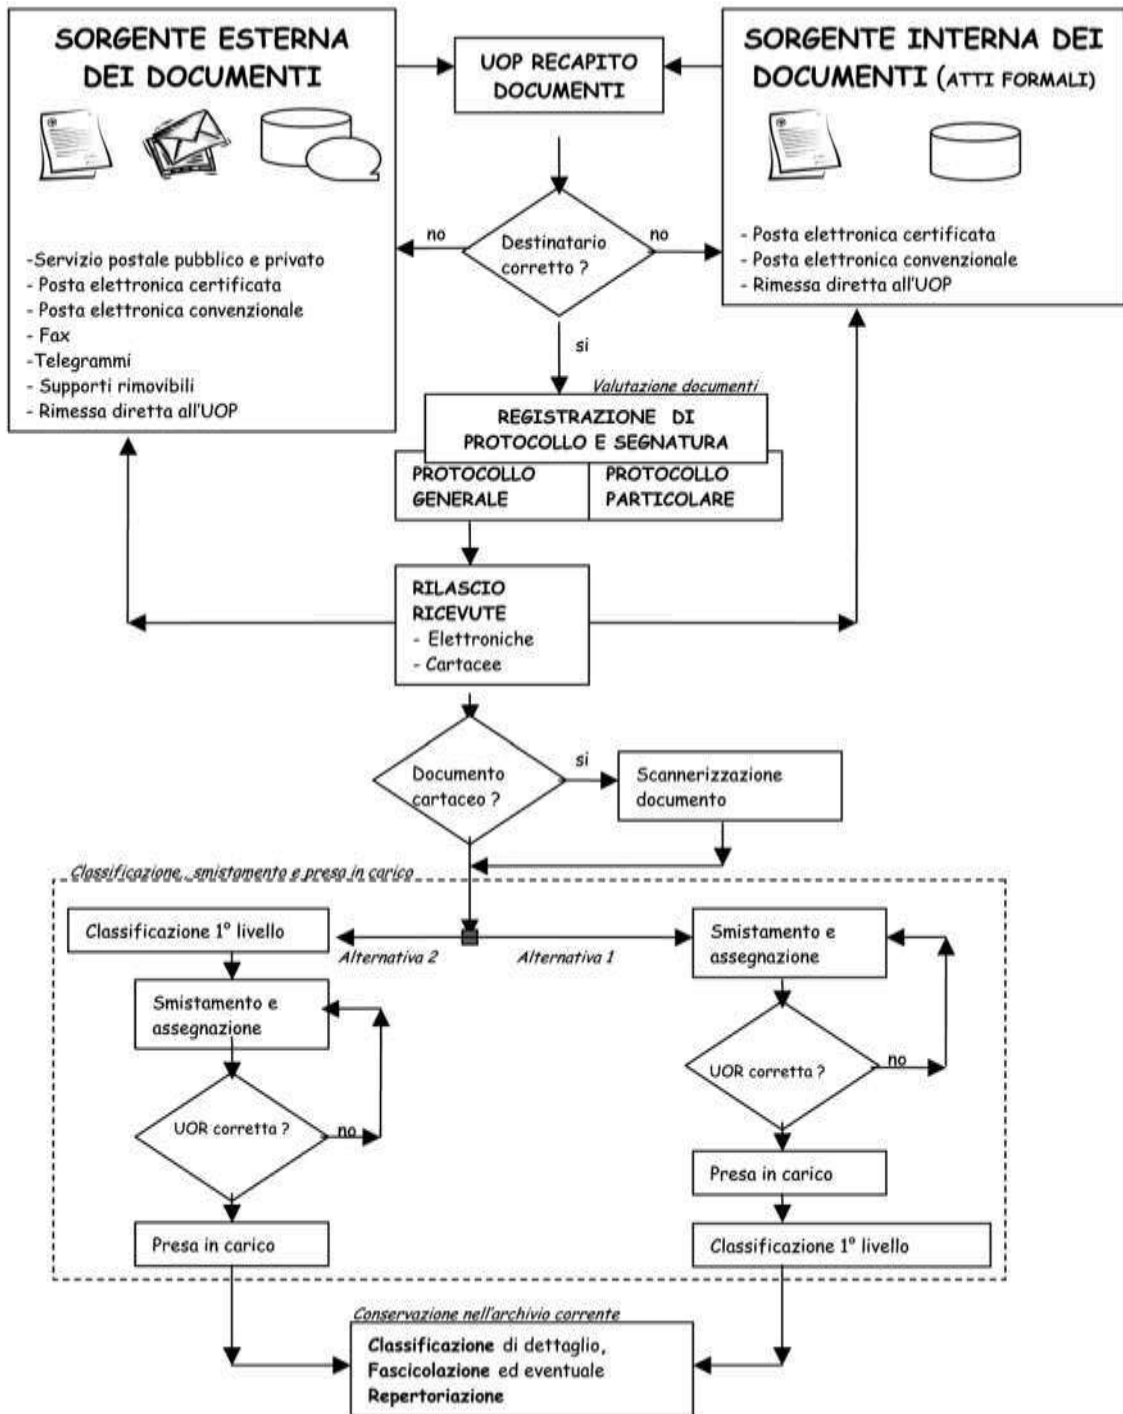 SORGENTE ESTERNA
DEI DOCUMENTI
-Servizio postale pubblico e privato
- Posta elettronica certificata
- Posta elettronica convenzionale
- Fax
-Telegrammi
- Supporti rimovibili
- Rimessa diretta all'UOP
UOP RECAPITO
DOCUMENTI
SORGENTE INTERNA DEI
DOCUMENTI (ATTI FORMALI)
- Posta elettronica certificata
- Posta elettronica convenzionale
- Rimessa diretta all'UOP
no
Destinatario
corretto ?
no
si
Valutazione documenti
REGISTRAZIONE DI
PROTOCOLLO E SEGNATURA
PROTOCOLLO
GENERALE
PROTOCOLLO
PARTICOLARE
RILASCIO
RICEVUTE
- Elettroniche
- Cartacee
Documento
cartaceo ?
si
Scannerizzazione
documento
Classificazione, smistamento e presa in carico
Classificazione 1° livello
Alternativa 2
Alternativa 1
Smistamento e
assegnazione
Smistamento e
assegnazione
UOR corretta ?
no
UOR corretta ?
no
Presa in carico
Presa in carico
Classificazione 1° livello
Conservazione nell'archivio corrente
Classificazione di dettaglio,
Fascicolazione ed eventuale
Repertoriazione